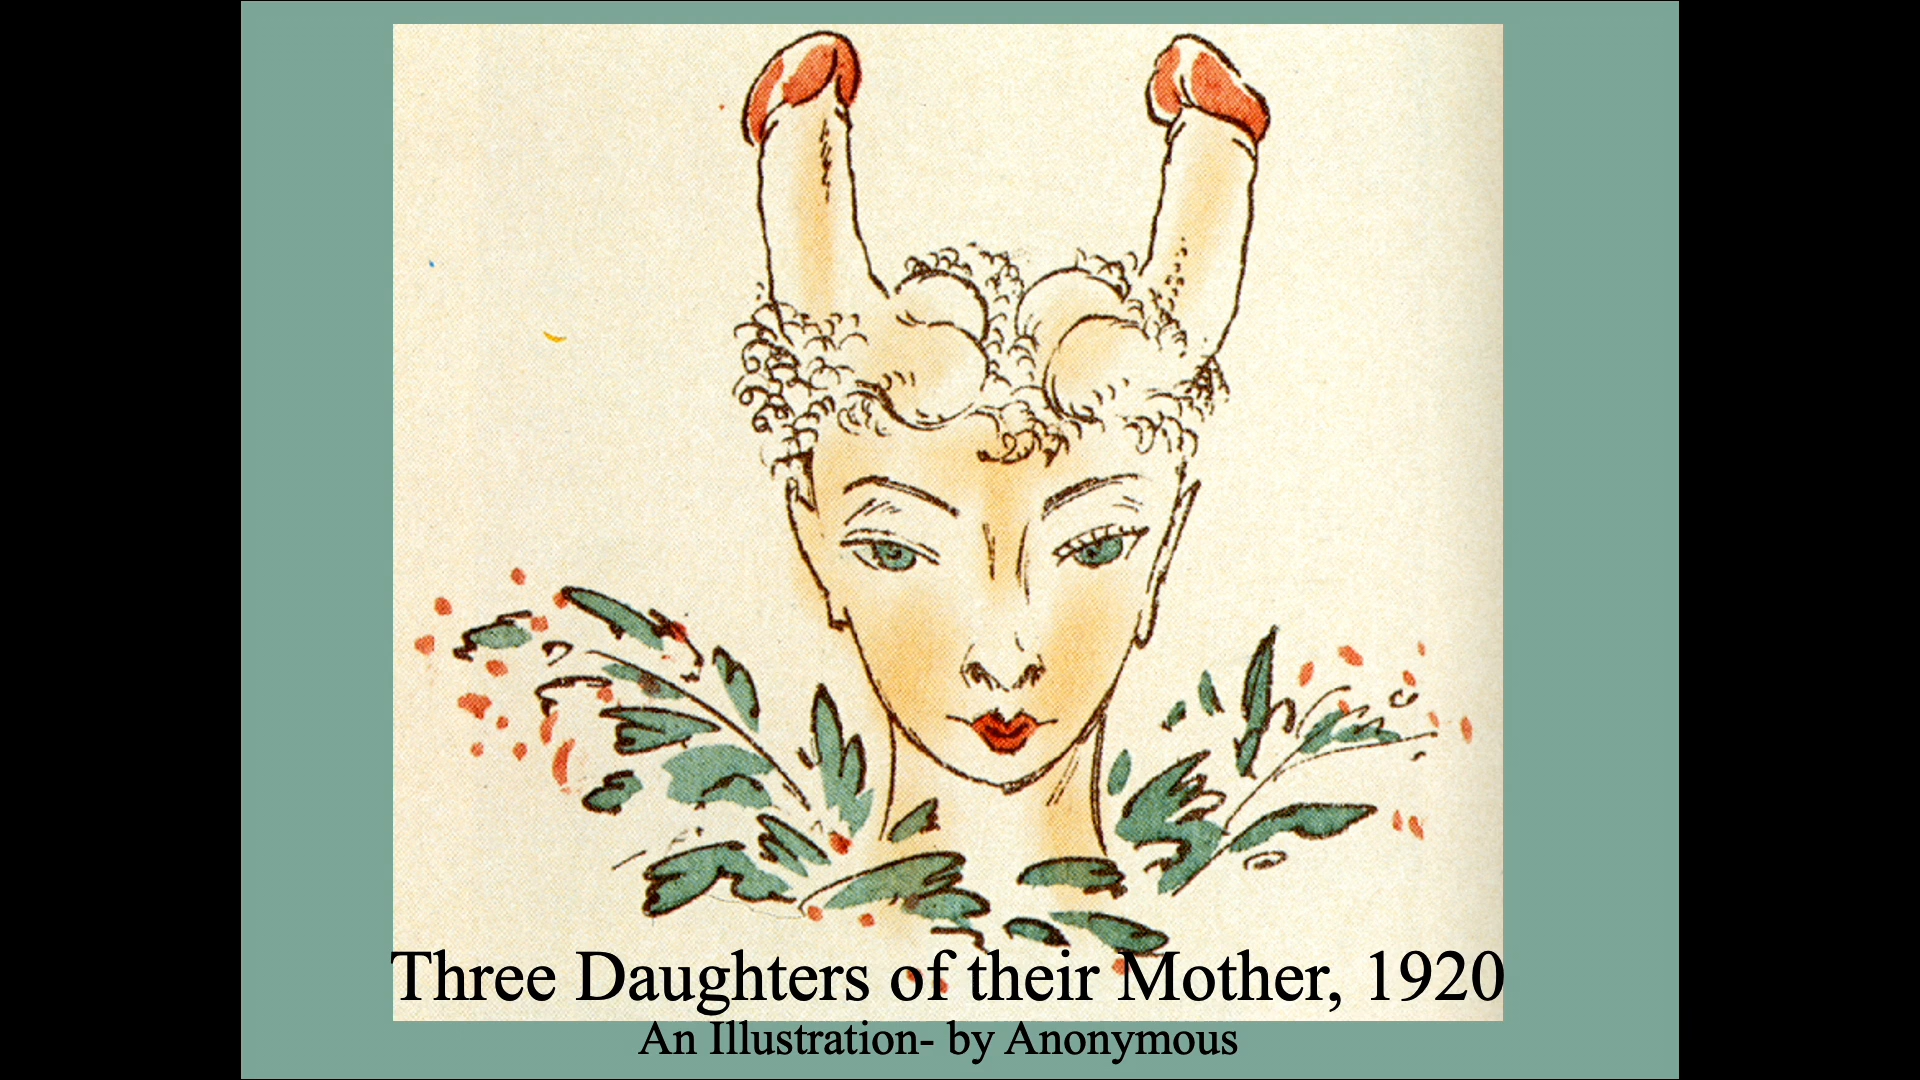 Three Daughters of their Mother, 1920
An Illustration- by Anonymous